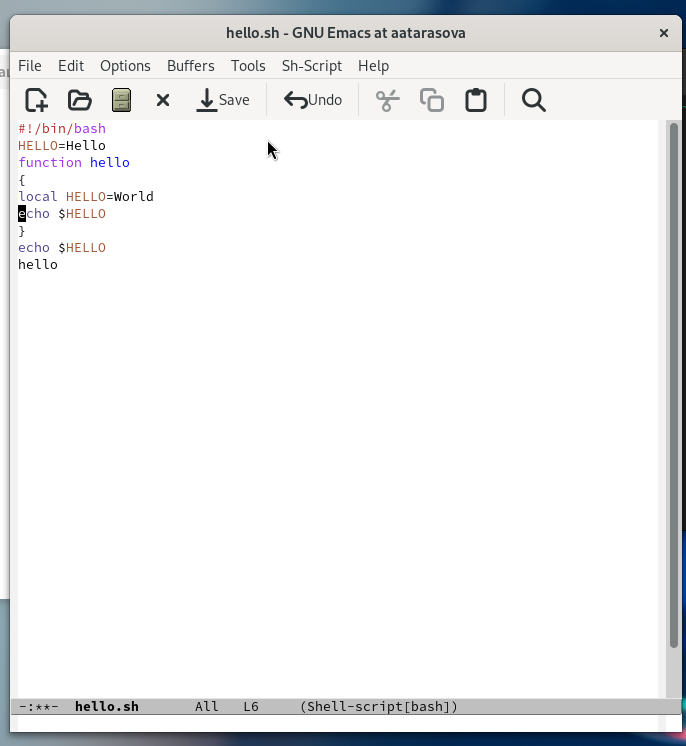 hello.sh - GNU Emacs at aatarasova
File Edit Options Buffers Tools Sh-Script Help
Save Undo
#!/bin/bash
HELLO=Hello
function hello
{
local HELLO=World
echo $HELLO
}
echo $HELLO
hello
-:**- hello.sh All L6 (Shell-script[bash])